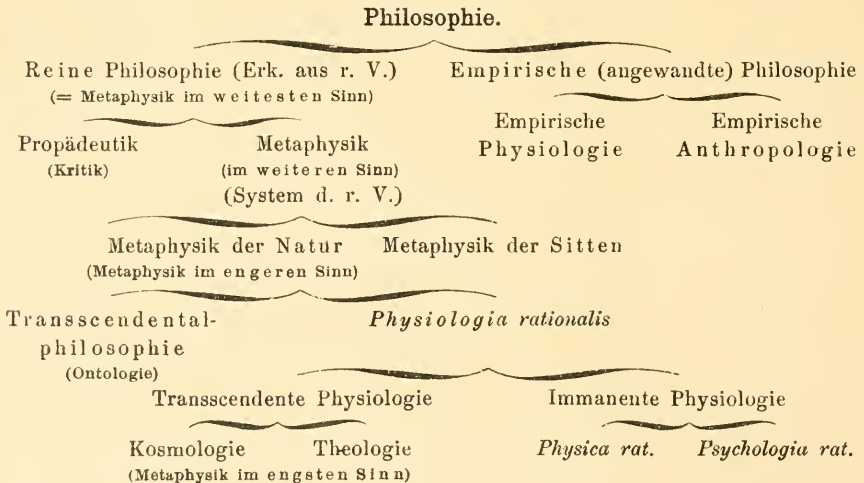 Philosophie.
Reine Philosophie (Erk. aus r. V.) Empirische (angewandte) Philosophie
(= Metaphysik im weitesten Sinn)
Empirische Empirische
Propädeutik Metaphysik Physiologie Anthropologie
(Kritik) (im weiteren Sinn)
(System d. r. V.)
Metaphysik der Natur Metaphysik der Sitten
(Metaphysik im engeren Sinn)
Transscendental- Physiologia rationalis
philosophie
(Ontologie)
Transscendente Physiologie Immanente Physiologie
Kosmologie Theologie Physica rat. Psychologia rat.
(Metaphysik im engsten Sinn)